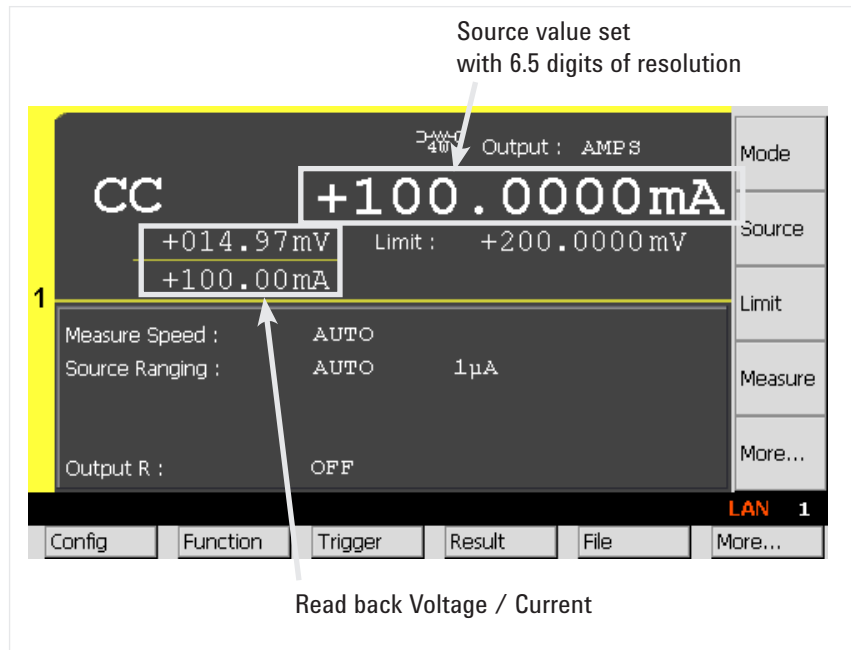 Source value set
with 6.5 digits of resolution
4W Output : AMPS
CC +100.0000mA
+014.97mV Limit : +200.0000mV
+100.00mA
1
Measure Speed : AUTO
Source Ranging : AUTO 1µA
Output R : OFF
Mode
Source
Limit
Measure
More...
LAN 1
Config Function Trigger Result File More...
Read back Voltage / Current